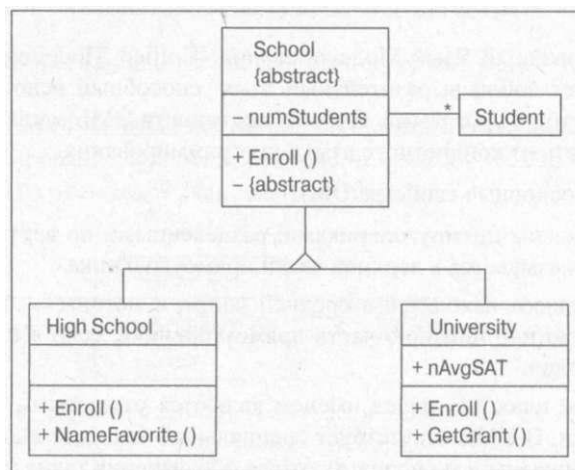 School
{abstract}
– numStudents
+ Enroll ()
– {abstract}
*
Student
High School
+ Enroll ()
+ NameFavorite ()
University
+ nAvgSAT
+ Enroll ()
+ GetGrant ()